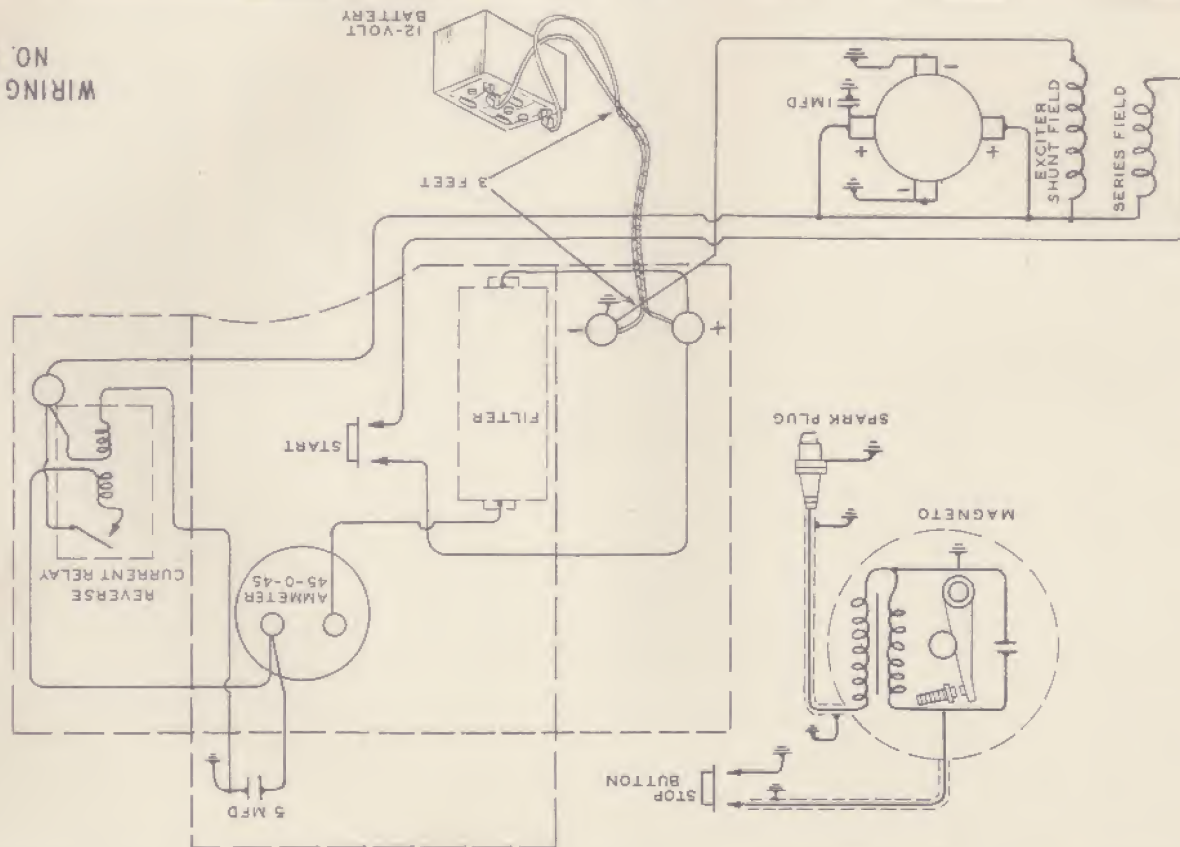 5 MFD
STOP
BUTTON
MAGNETO
REVERSE
CURRENT RELAY
AMMETER
45-0-45
START
FILTER
SPARK PLUG
+
-
3 FEET
SERIES FIELD
EXCITER
SHUNT FIELD
-
+
+
-
1MFD
12-VOLT
BATTERY
WIRING
NO.